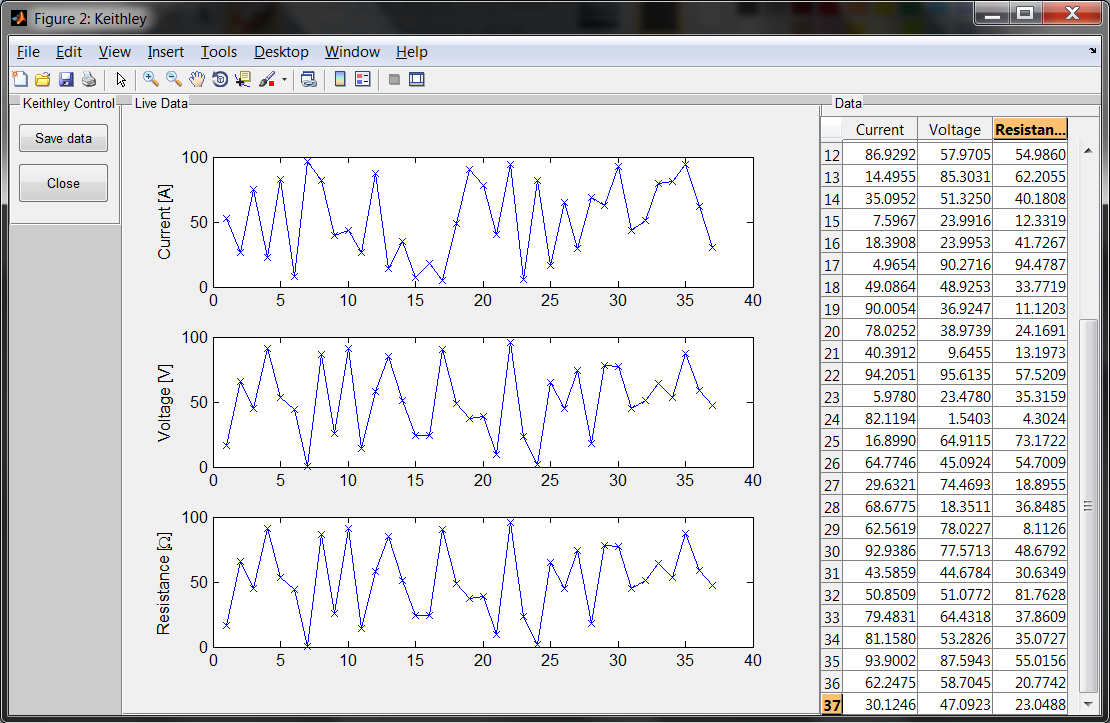 Figure 2: Keithley
File Edit View Insert Tools Desktop Window Help
Keithley Control
Save data
Close
Live Data
100
50
0
Current [A]
0 5 10 15 20 25 30 35 40
100
50
0
Voltage [V]
0 5 10 15 20 25 30 35 40
100
50
0
Resistance [Ω]
0 5 10 15 20 25 30 35 40
Data
Current Voltage Resistan...
12 86.9292 57.9705 54.9860
13 14.4955 85.3031 62.2055
14 35.0952 51.3250 40.1808
15 7.5967 23.9916 12.3319
16 18.3908 23.9953 41.7267
17 4.9654 90.2716 94.4787
18 49.0864 48.9253 33.7719
19 90.0054 36.9247 11.1203
20 78.0252 38.9739 24.1691
21 40.3912 9.6455 13.1973
22 94.2051 95.6135 57.5209
23 5.9780 23.4780 35.3159
24 82.1194 1.5403 4.3024
25 16.8990 64.9115 73.1722
26 64.7746 45.0924 54.7009
27 29.6321 74.4693 18.8955
28 68.6775 18.3511 36.8485
29 62.5619 78.0227 8.1126
30 92.9386 77.5713 48.6792
31 43.5859 44.6784 30.6349
32 50.8509 51.0772 81.7628
33 79.4831 64.4318 37.8609
34 81.1580 53.2826 35.0727
35 93.9002 87.5943 55.0156
36 62.2475 58.7045 20.7742
37 30.1246 47.0923 23.0488